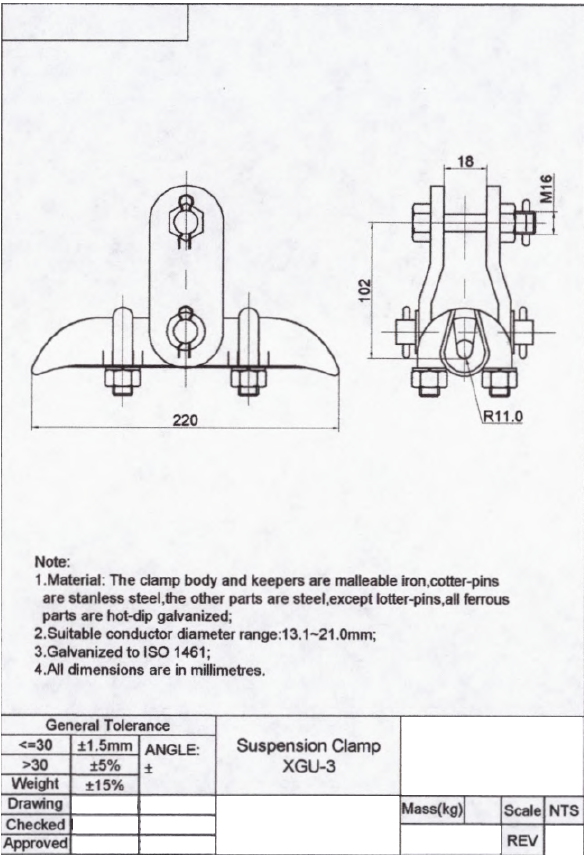 18
M16
102
220
R11.0
Note:
1.Material: The clamp body and keepers are malleable iron,cotter-pins
are stanless steel,the other parts are steel,except lotter-pins,all ferrous
parts are hot-dip galvanized;
2.Suitable conductor diameter range:13.1~21.0mm;
3.Galvanized to ISO 1461;
4.All dimensions are in millimetres.
General Tolerance
<=30 ±1.5mm ANGLE:
>30 ±5% ±
Weight ±15%
Suspension Clamp
XGU-3
Drawing
Checked
Approved
Mass(kg) Scale NTS
REV